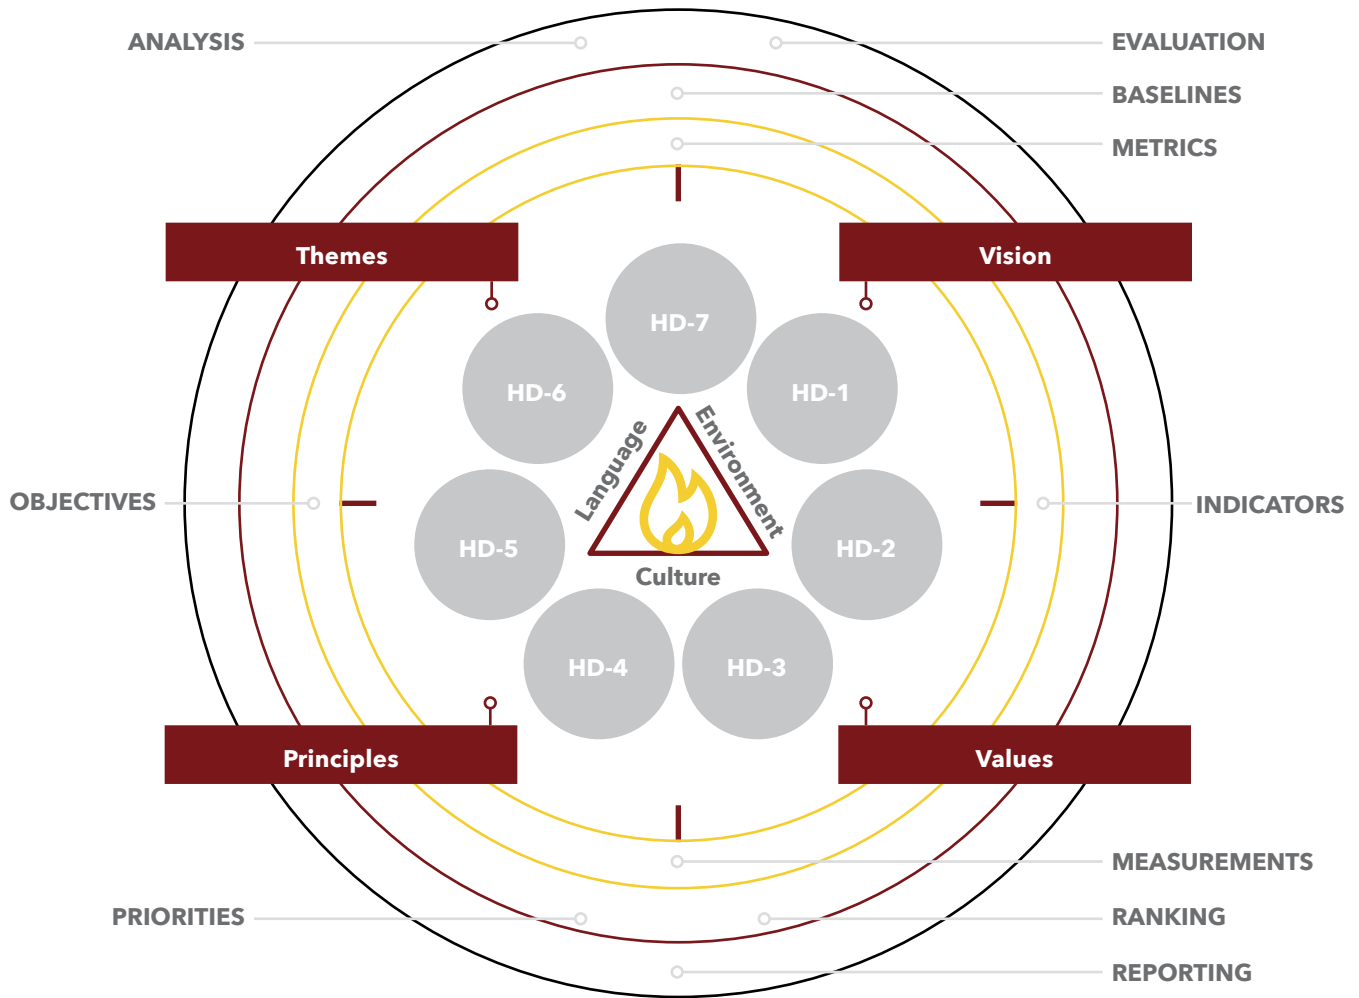 ANALYSIS
EVALUATION
BASELINES
METRICS
Themes
Vision
HD-7
HD-6
HD-1
Language
Environment
OBJECTIVES
INDICATORS
HD-5
HD-2
Culture
HD-4
HD-3
Principles
Values
MEASUREMENTS
PRIORITIES
RANKING
REPORTING